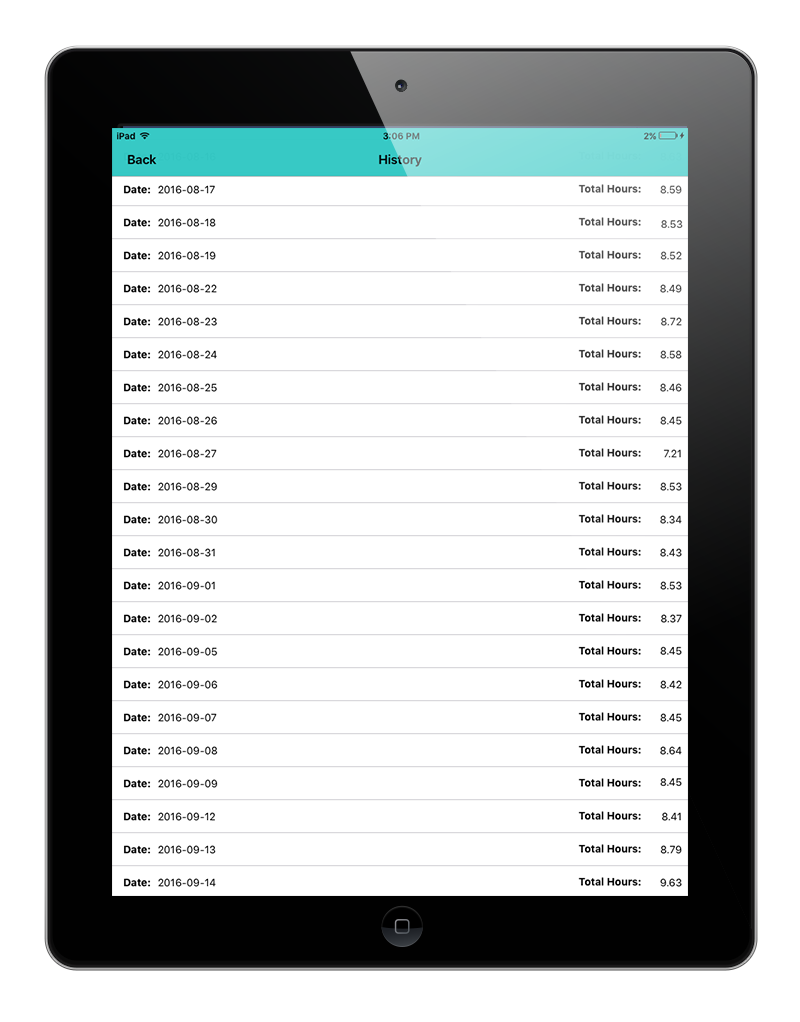 iPad 3:06 PM 2%
Back History
Date: 2016-08-17 Total Hours: 8.59
Date: 2016-08-18 Total Hours: 8.53
Date: 2016-08-19 Total Hours: 8.52
Date: 2016-08-22 Total Hours: 8.49
Date: 2016-08-23 Total Hours: 8.72
Date: 2016-08-24 Total Hours: 8.58
Date: 2016-08-25 Total Hours: 8.46
Date: 2016-08-26 Total Hours: 8.45
Date: 2016-08-27 Total Hours: 7.21
Date: 2016-08-29 Total Hours: 8.53
Date: 2016-08-30 Total Hours: 8.34
Date: 2016-08-31 Total Hours: 8.43
Date: 2016-09-01 Total Hours: 8.53
Date: 2016-09-02 Total Hours: 8.37
Date: 2016-09-05 Total Hours: 8.45
Date: 2016-09-06 Total Hours: 8.42
Date: 2016-09-07 Total Hours: 8.45
Date: 2016-09-08 Total Hours: 8.64
Date: 2016-09-09 Total Hours: 8.45
Date: 2016-09-12 Total Hours: 8.41
Date: 2016-09-13 Total Hours: 8.79
Date: 2016-09-14 Total Hours: 9.63